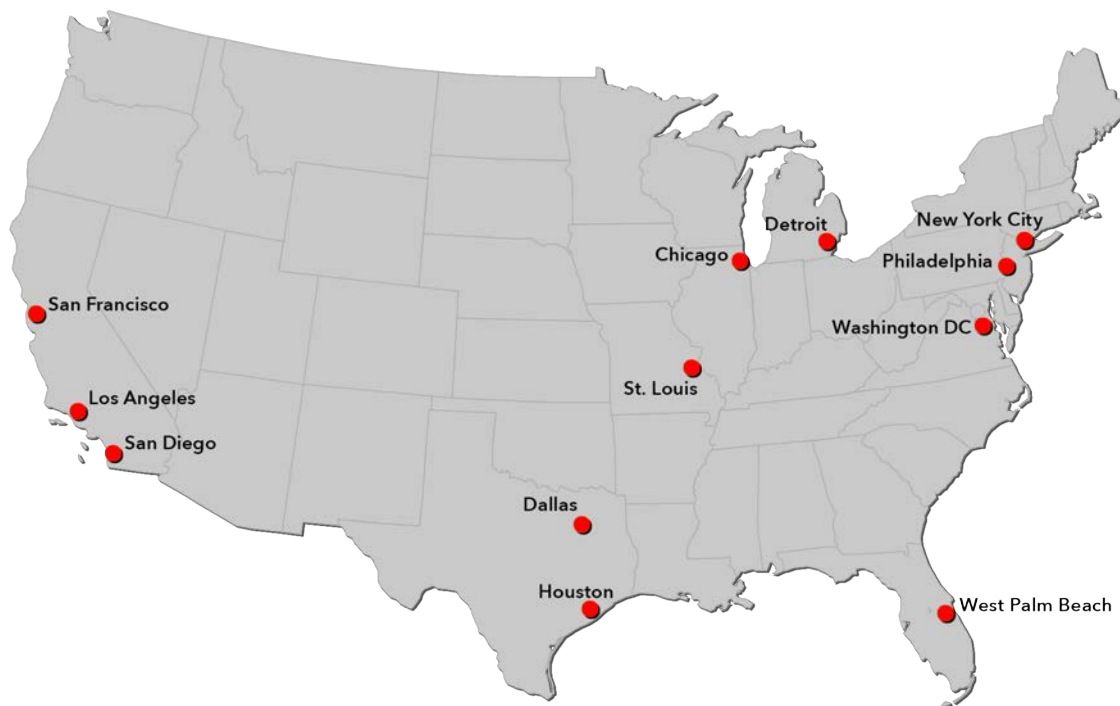 New York City
Detroit
Chicago
Philadelphia
San Francisco
Washington DC
St. Louis
Los Angeles
San Diego
Dallas
Houston
West Palm Beach